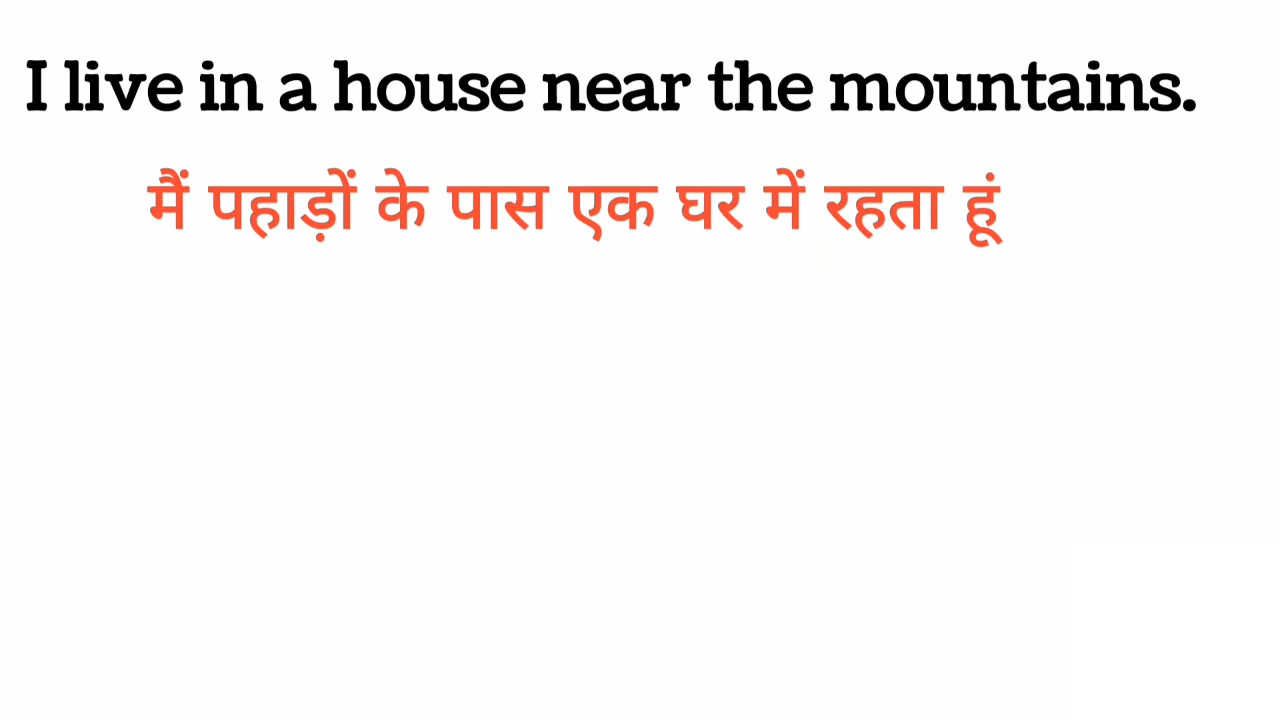 I live in a house near the mountains.
मैं पहाड़ों के पास एक घर में रहता हूं